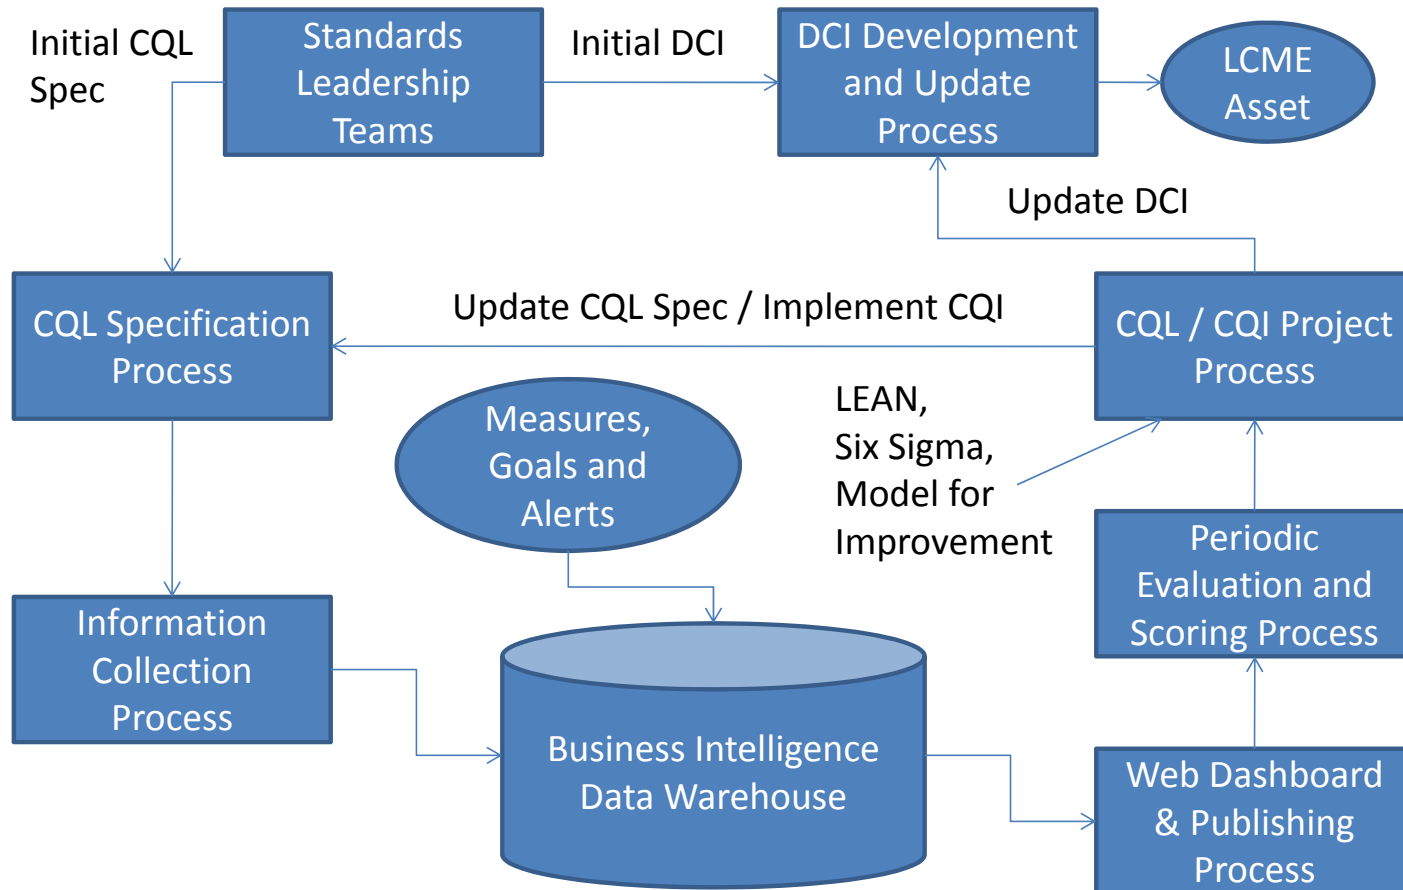 Initial CQL
Spec
Standards
Leadership
Teams
Initial DCI
DCI Development
and Update
Process
LCME
Asset
Update DCI
CQL Specification
Process
Update CQL Spec / Implement CQI
CQL / CQI Project
Process
Measures,
Goals and
Alerts
LEAN,
Six Sigma,
Model for
Improvement
Periodic
Evaluation and
Scoring Process
Information
Collection
Process
Business Intelligence
Data Warehouse
Web Dashboard
& Publishing
Process